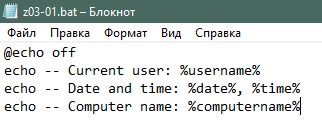 z03-01.bat – Блокнот
Файл Правка Формат Вид Справка
@echo off
echo -- Current user: %username%
echo -- Date and time: %date%, %time%
echo -- Computer name: %computername%